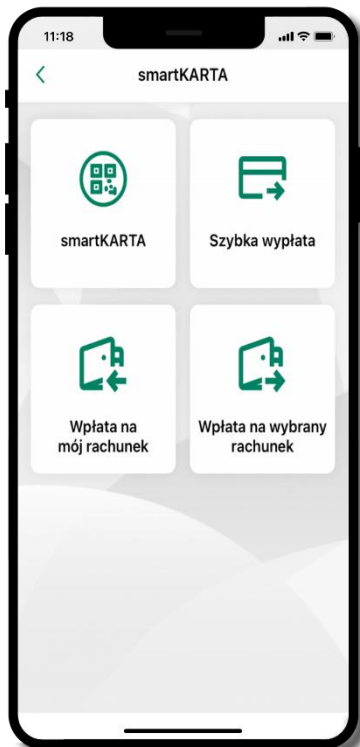 11:18
smartKARTA
smartKARTA
Szybka wypłata
Wpłata na
mój rachunek
Wpłata na wybrany
rachunek